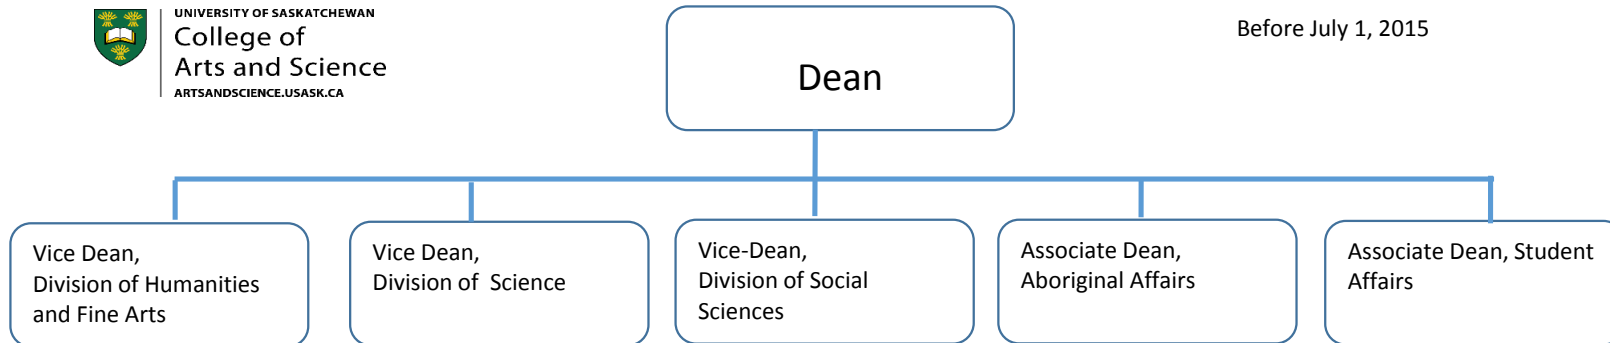 UNIVERSITY OF SASKATCHEWAN
College of
Arts and Science
ARTSANDSCIENCE.USASK.CA
Before July 1, 2015
Dean
Vice Dean,
Division of Humanities
and Fine Arts
Vice Dean,
Division of Science
Vice-Dean,
Division of Social
Sciences
Associate Dean,
Aboriginal Affairs
Associate Dean, Student
Affairs